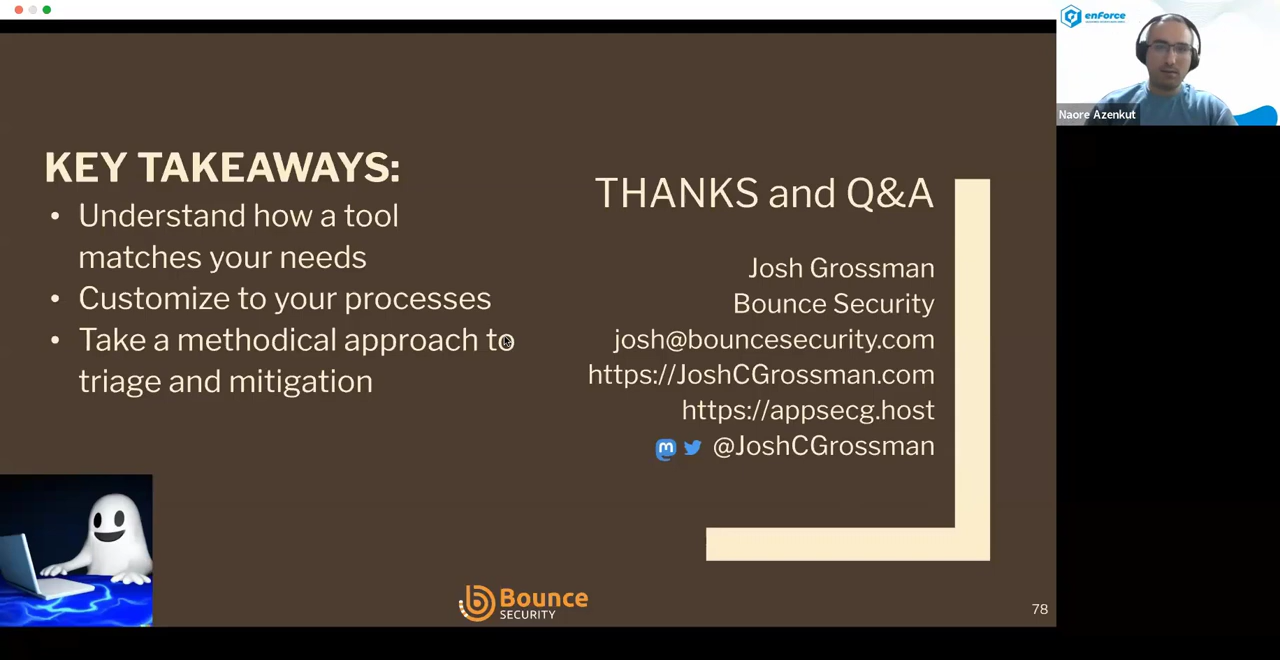 enforce
Naore Azenkut
KEY TAKEAWAYS:
• Understand how a tool
matches your needs
• Customize to your processes
• Take a methodical approach to
triage and mitigation
THANKS and Q&A
Josh Grossman
Bounce Security
josh@bouncesecurity.com
https://JoshCGrossman.com
https://appsecg.host
@JoshCGrossman
Bounce
SECURITY
78